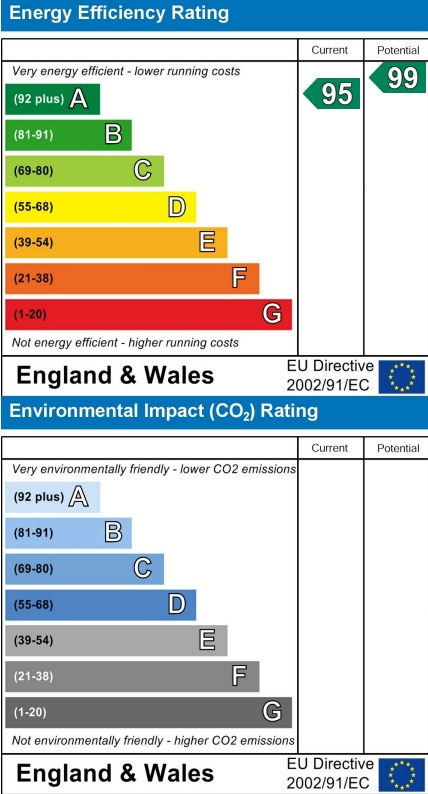 Energy Efficiency Rating
Current Potential
Very energy efficient - lower running costs
(92 plus) A
95
99
(81-91) B
(69-80) C
(55-68) D
(39-54) E
(21-38) F
(1-20) G
Not energy efficient - higher running costs
England & Wales
EU Directive
2002/91/EC
Environmental Impact (CO₂) Rating
Current Potential
Very environmentally friendly - lower CO2 emissions
(92 plus) A
(81-91) B
(69-80) C
(55-68) D
(39-54) E
(21-38) F
(1-20) G
Not environmentally friendly - higher CO2 emissions
England & Wales
EU Directive
2002/91/EC